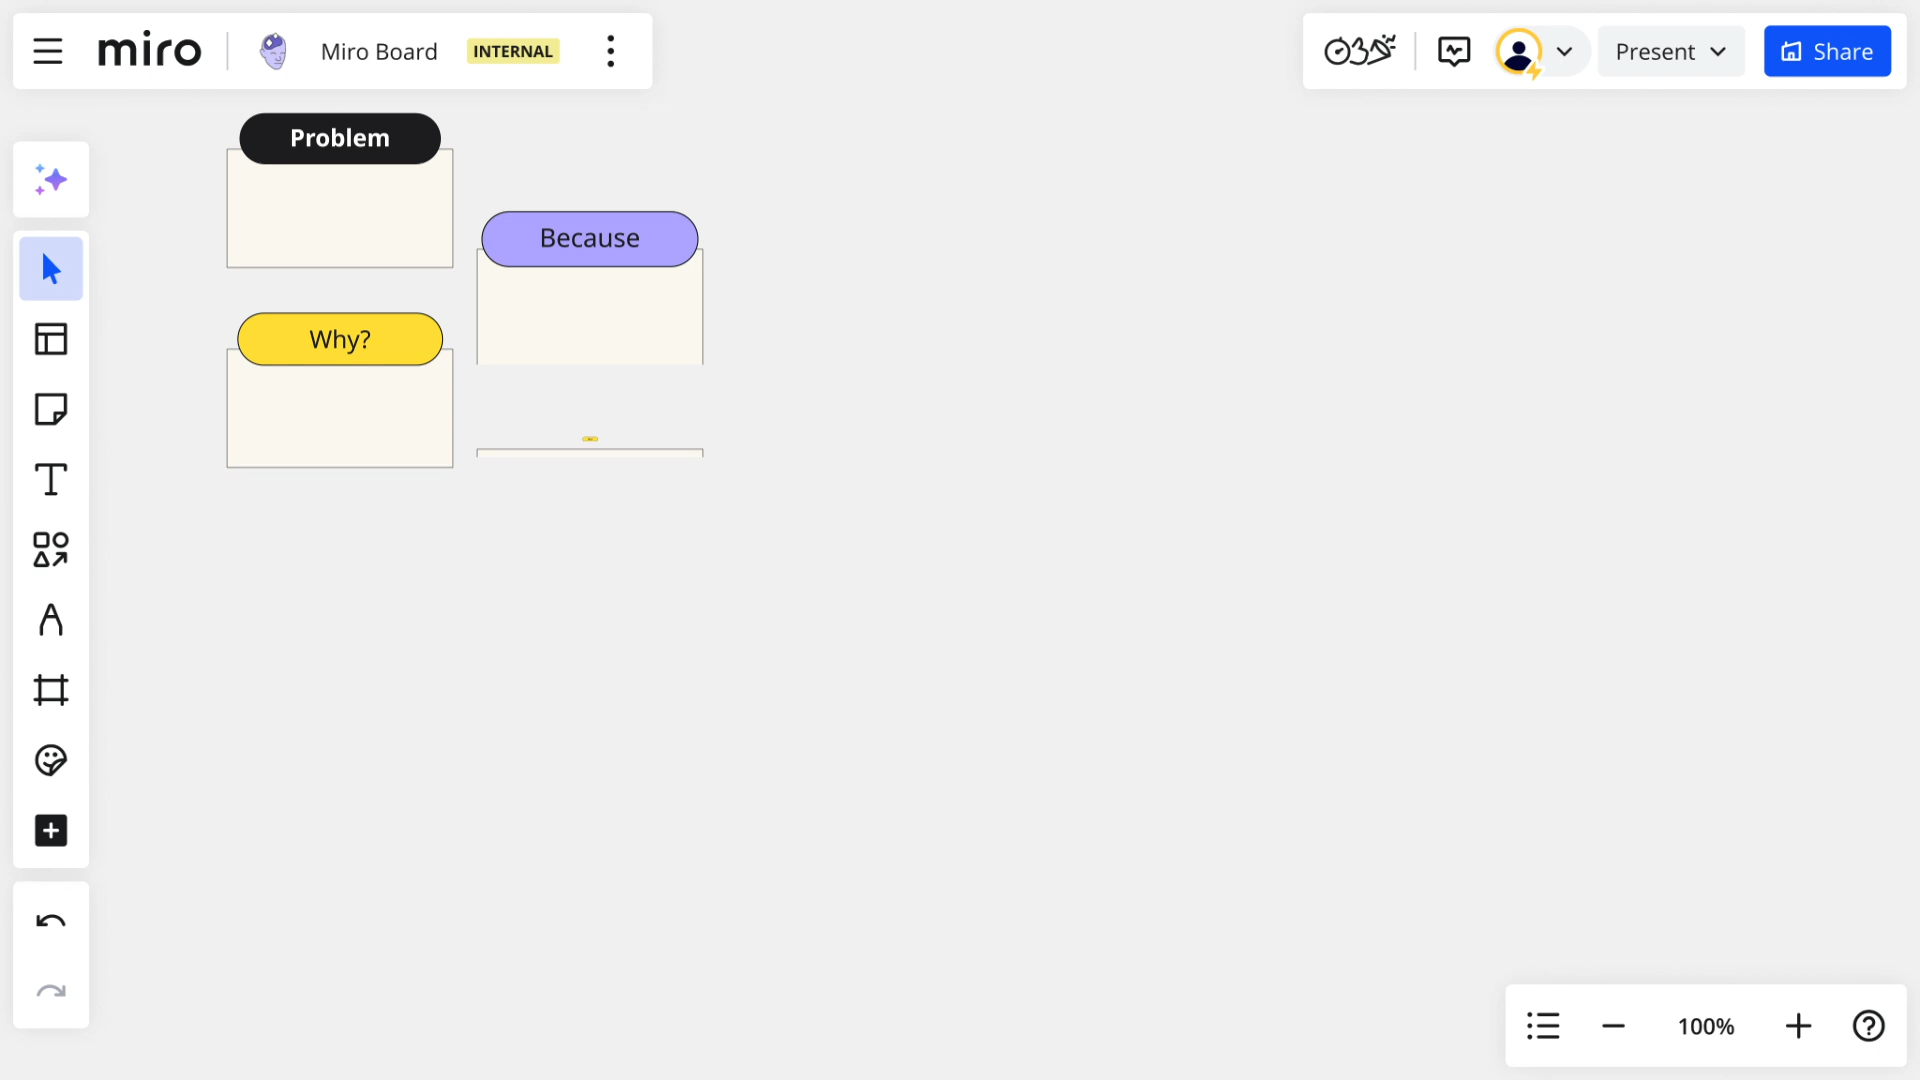 miro
Miro Board
INTERNAL
Present
Share
Problem
Because
Why?
100%